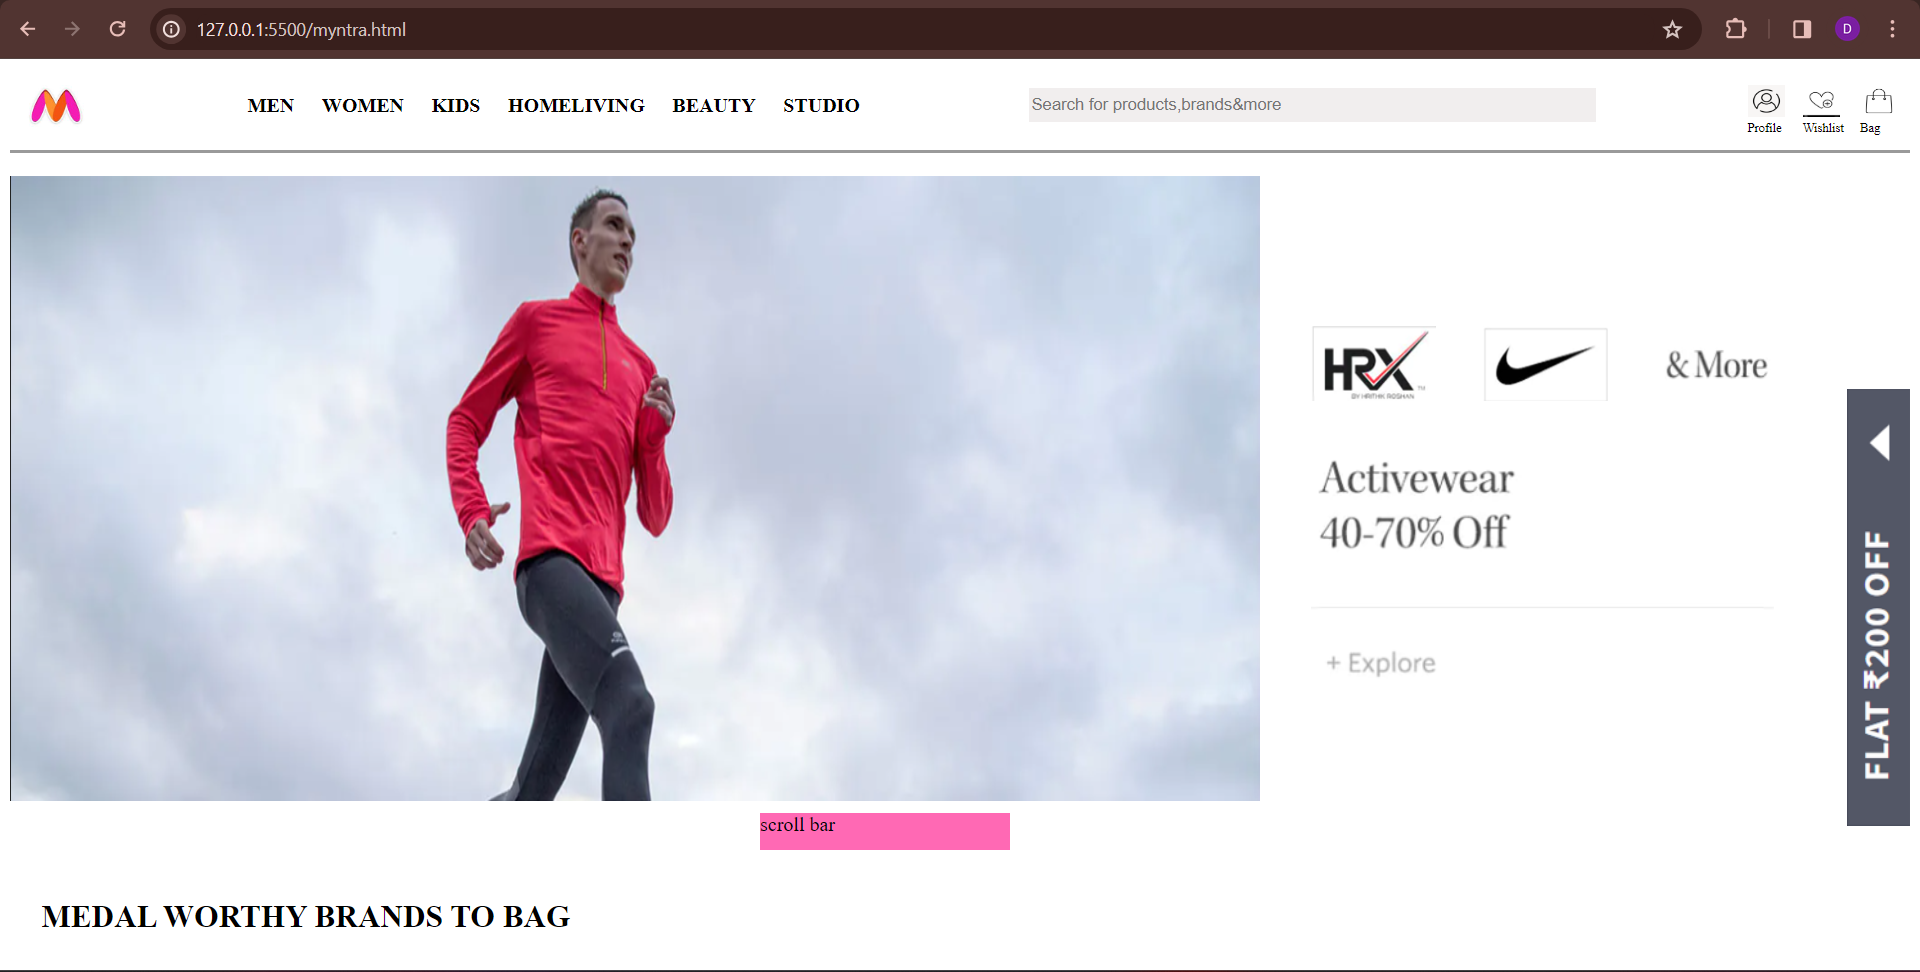 127.0.0.1:5500/myntra.html
D
MEN WOMEN KIDS HOMELIVING BEAUTY STUDIO
Search for products,brands&more
Profile Wishlist Bag
HRX
TM
BY HRITHIK ROSHAN
& More
Activewear
40-70% Off
+ Explore
FLAT ₹200 OFF
scroll bar
MEDAL WORTHY BRANDS TO BAG